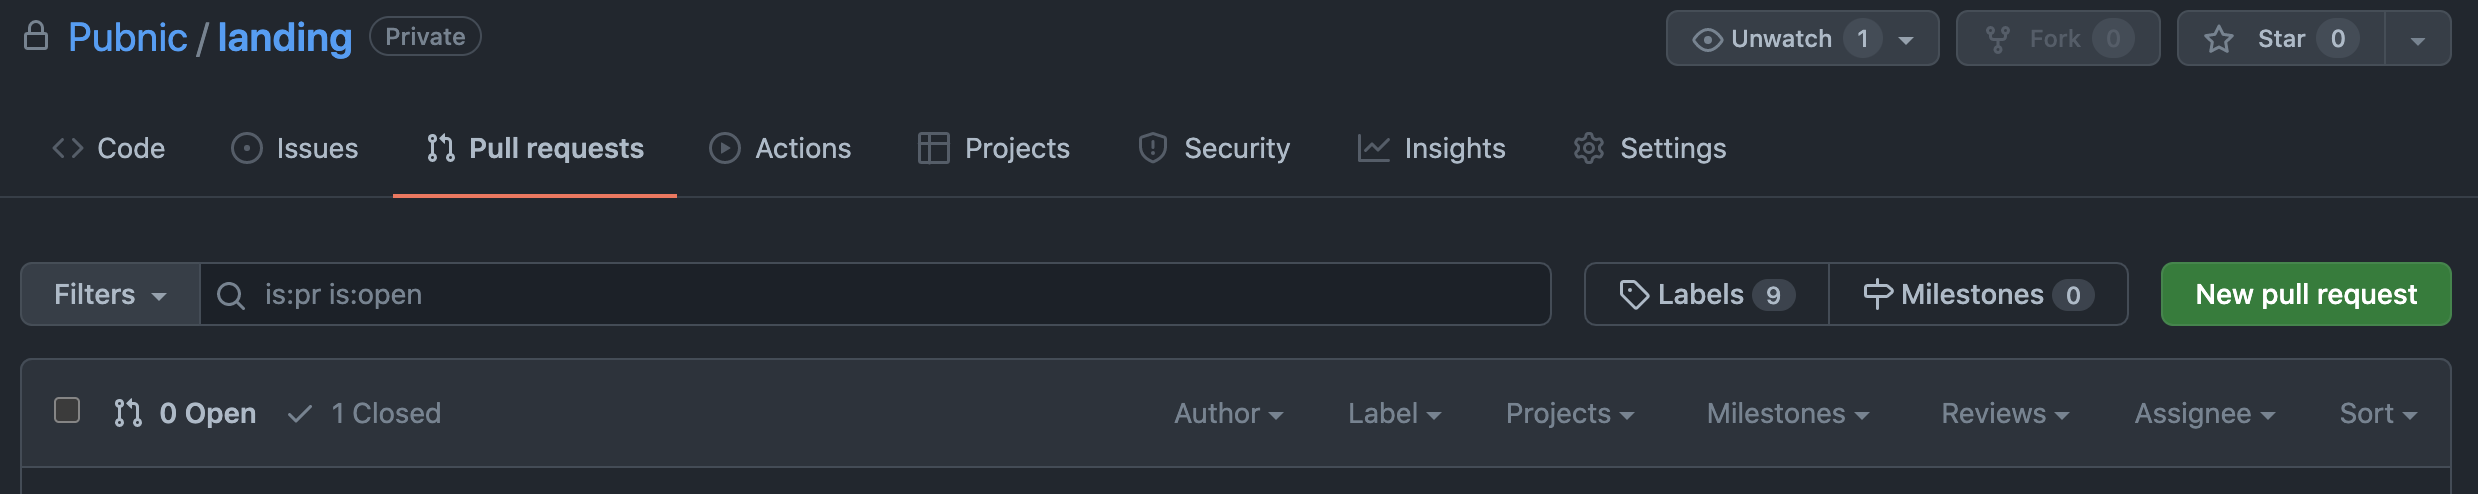 Pubnic / landing Private Unwatch 1 Fork 0 Star 0
Code Issues Pull requests Actions Projects Security Insights Settings
Filters is:pr is:open Labels 9 Milestones 0 New pull request
0 Open 1 Closed Author Label Projects Milestones Reviews Assignee Sort